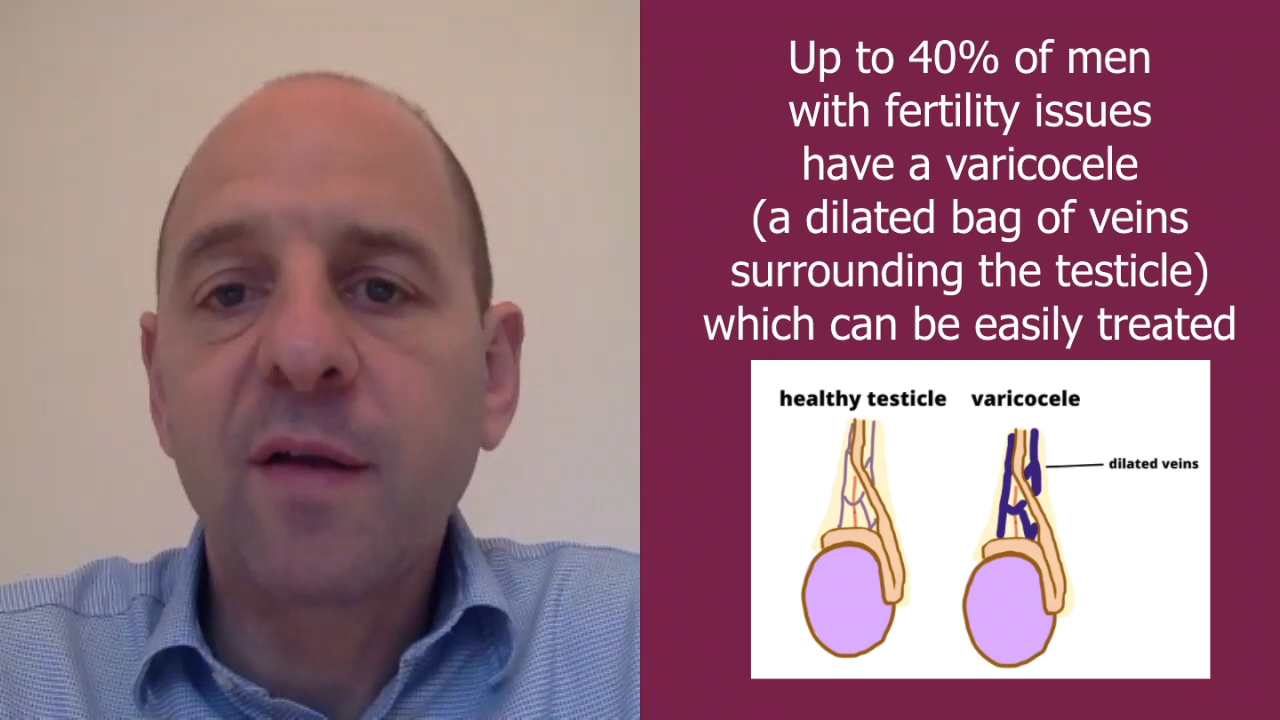 Up to 40% of men
with fertility issues
have a varicocele
(a dilated bag of veins
surrounding the testicle)
which can be easily treated
healthy testicle varicocele
dilated veins